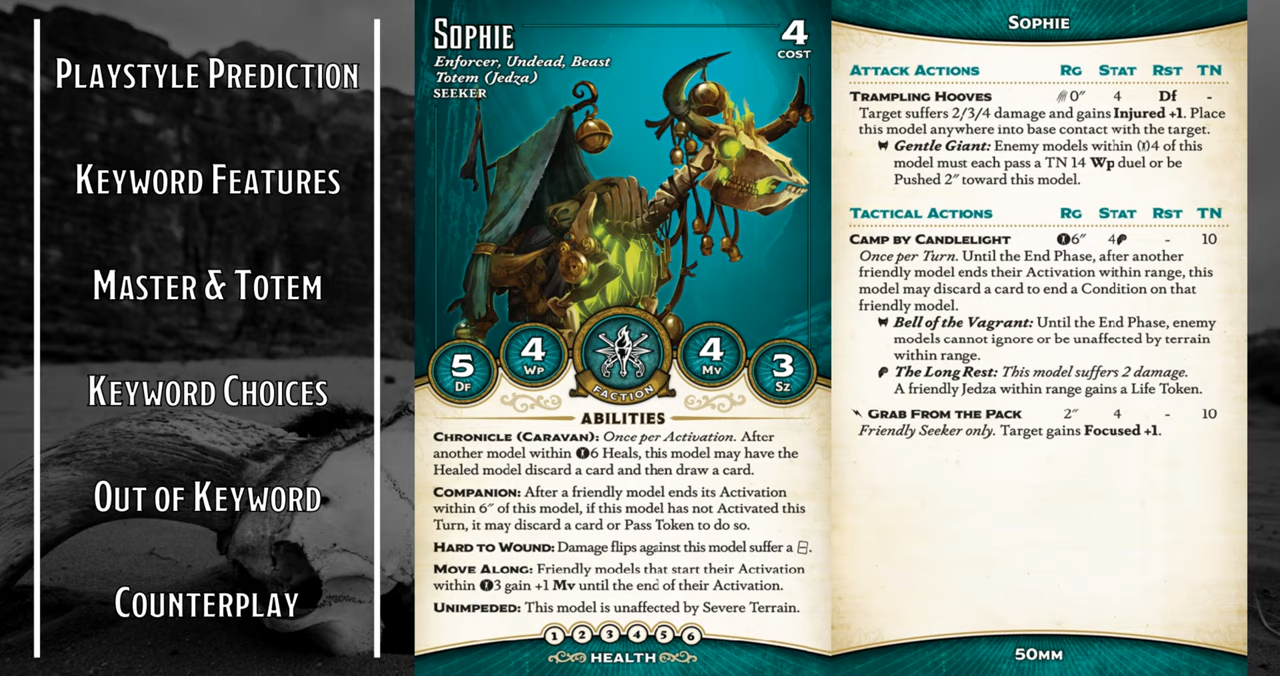 PLAYSTYLE PREDICTION
KEYWORD FEATURES
MASTER & TOTEM
KEYWORD CHOICES
OUT OF KEYWORD
COUNTERPLAY
SOPHIE
Enforcer, Undead, Beast
Totem (Jedza)
SEEKER
4
COST
5
DF
4
WP
FACTION
4
MV
3
SZ
ABILITIES
CHRONICLE (CARAVAN): Once per Activation. After
another model within 6 Heals, this model may have the
Healed model discard a card and then draw a card.
COMPANION: After a friendly model ends its Activation
within 6" of this model, if this model has not Activated this
Turn, it may discard a card or Pass Token to do so.
HARD TO WOUND: Damage flips against this model suffer a ⊟.
MOVE ALONG: Friendly models that start their Activation
within 3 gain +1 Mv until the end of their Activation.
UNIMPEDED: This model is unaffected by Severe Terrain.
1 2 3 4 5 6
HEALTH
SOPHIE
ATTACK ACTIONS RG STAT RST TN
TRAMPLING HOOVES 0" 4 Df -
Target suffers 2/3/4 damage and gains Injured +1. Place
this model anywhere into base contact with the target.
Gentle Giant: Enemy models within 4 of this
model must each pass a TN 14 Wp duel or be
Pushed 2" toward this model.
TACTICAL ACTIONS RG STAT RST TN
CAMP BY CANDLELIGHT 6" 4 - 10
Once per Turn. Until the End Phase, after another
friendly model ends their Activation within range, this
model may discard a card to end a Condition on that
friendly model.
Bell of the Vagrant: Until the End Phase, enemy
models cannot ignore or be unaffected by terrain
within range.
The Long Rest: This model suffers 2 damage.
A friendly Jedza within range gains a Life Token.
GRAB FROM THE PACK 2" 4 - 10
Friendly Seeker only. Target gains Focused +1.
50MM